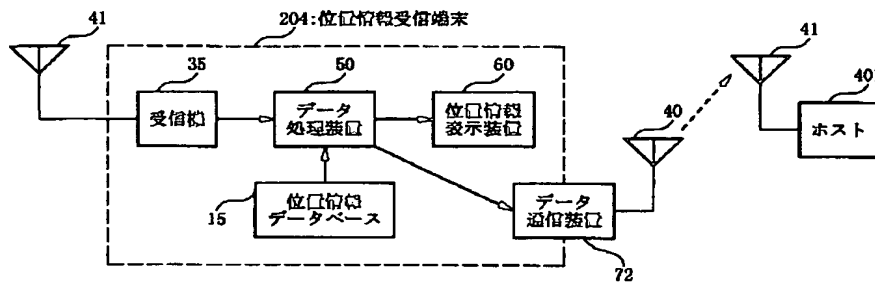 204:位置情報受信端末
41
35
受信機
50
データ
処理装置
60
位置情報
表示装置
15
位置情報
データベース
データ
通信装置
72
40
41
40'
ホスト